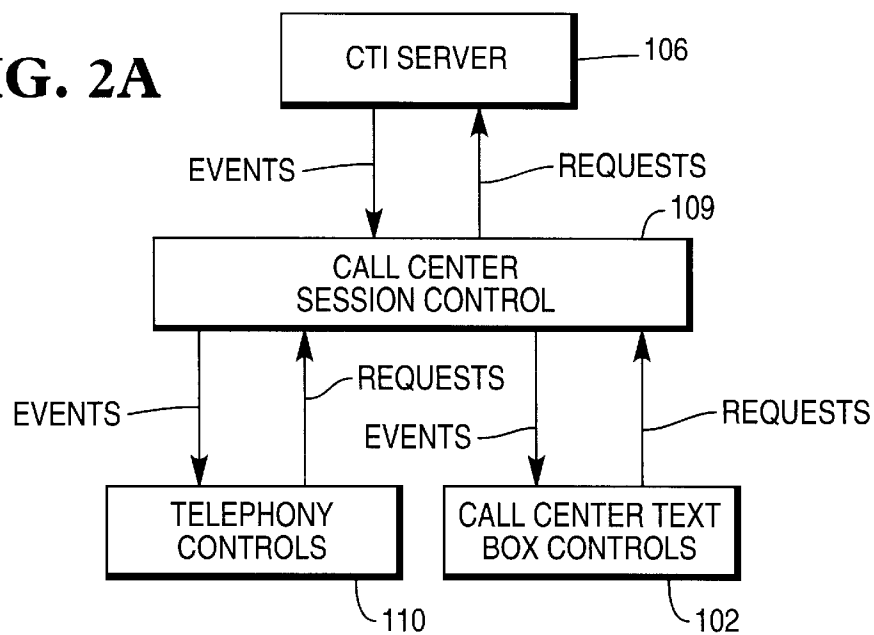 G. 2A
CTI SERVER
106
EVENTS
REQUESTS
109
CALL CENTER
SESSION CONTROL
EVENTS
REQUESTS
EVENTS
REQUESTS
TELEPHONY
CONTROLS
CALL CENTER TEXT
BOX CONTROLS
110
102